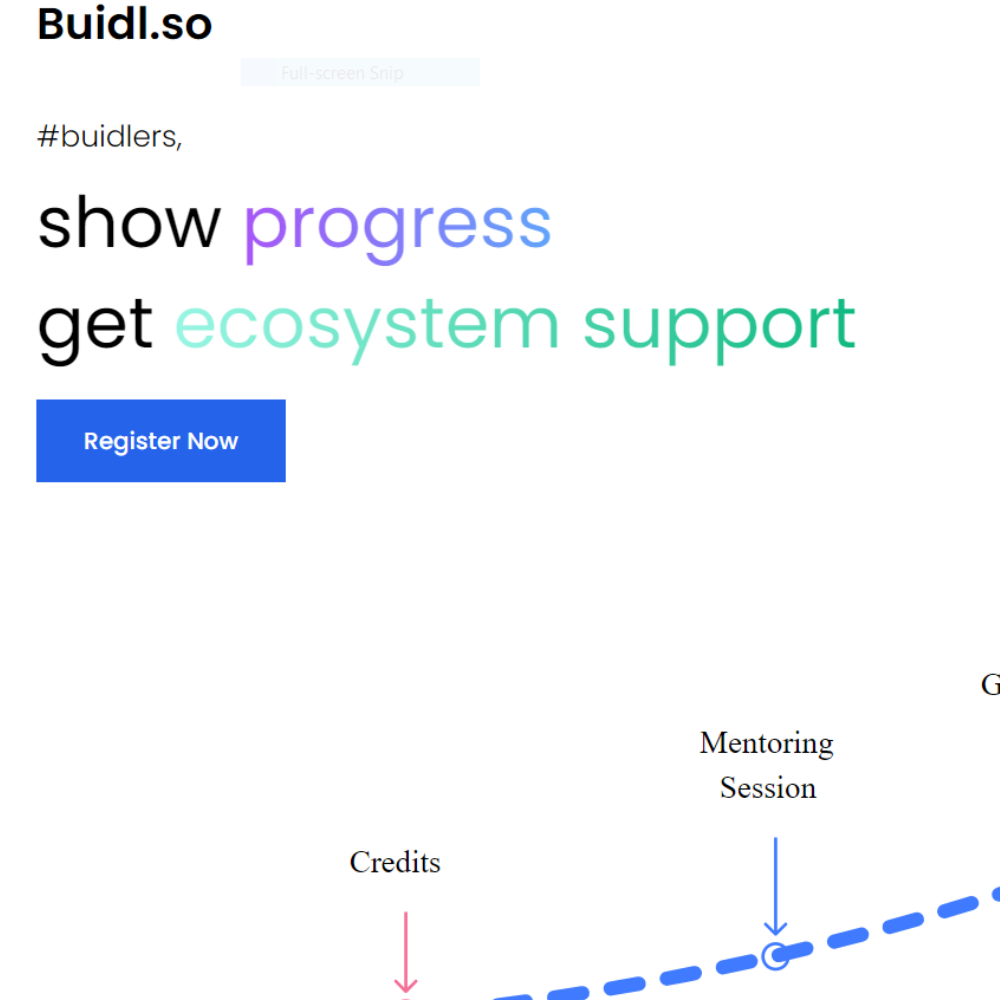 Buidl.so
Full-screen Snip
#buidlers,
show progress
get ecosystem support
Register Now
G
Mentoring
Session
Credits